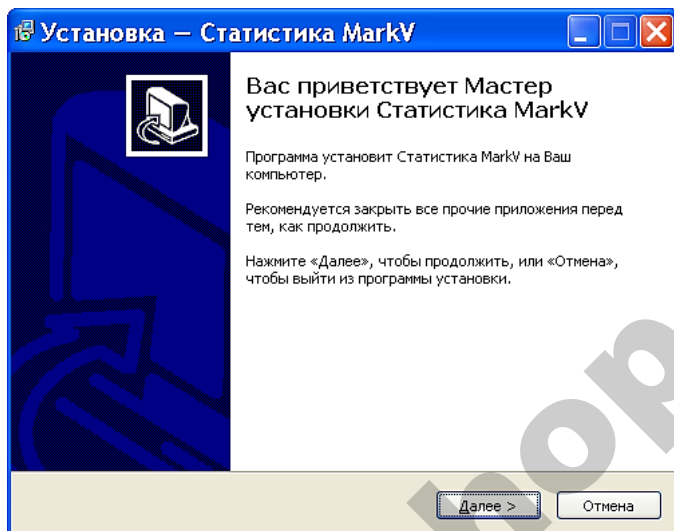 Установка — Статистика MarkV
Вас приветствует Мастер
установки Статистика MarkV
Программа установит Статистика MarkV на Ваш
компьютер.
Рекомендуется закрыть все прочие приложения перед
тем, как продолжить.
Нажмите «Далее», чтобы продолжить, или «Отмена»,
чтобы выйти из программы установки.
Далее >
Отмена
hop